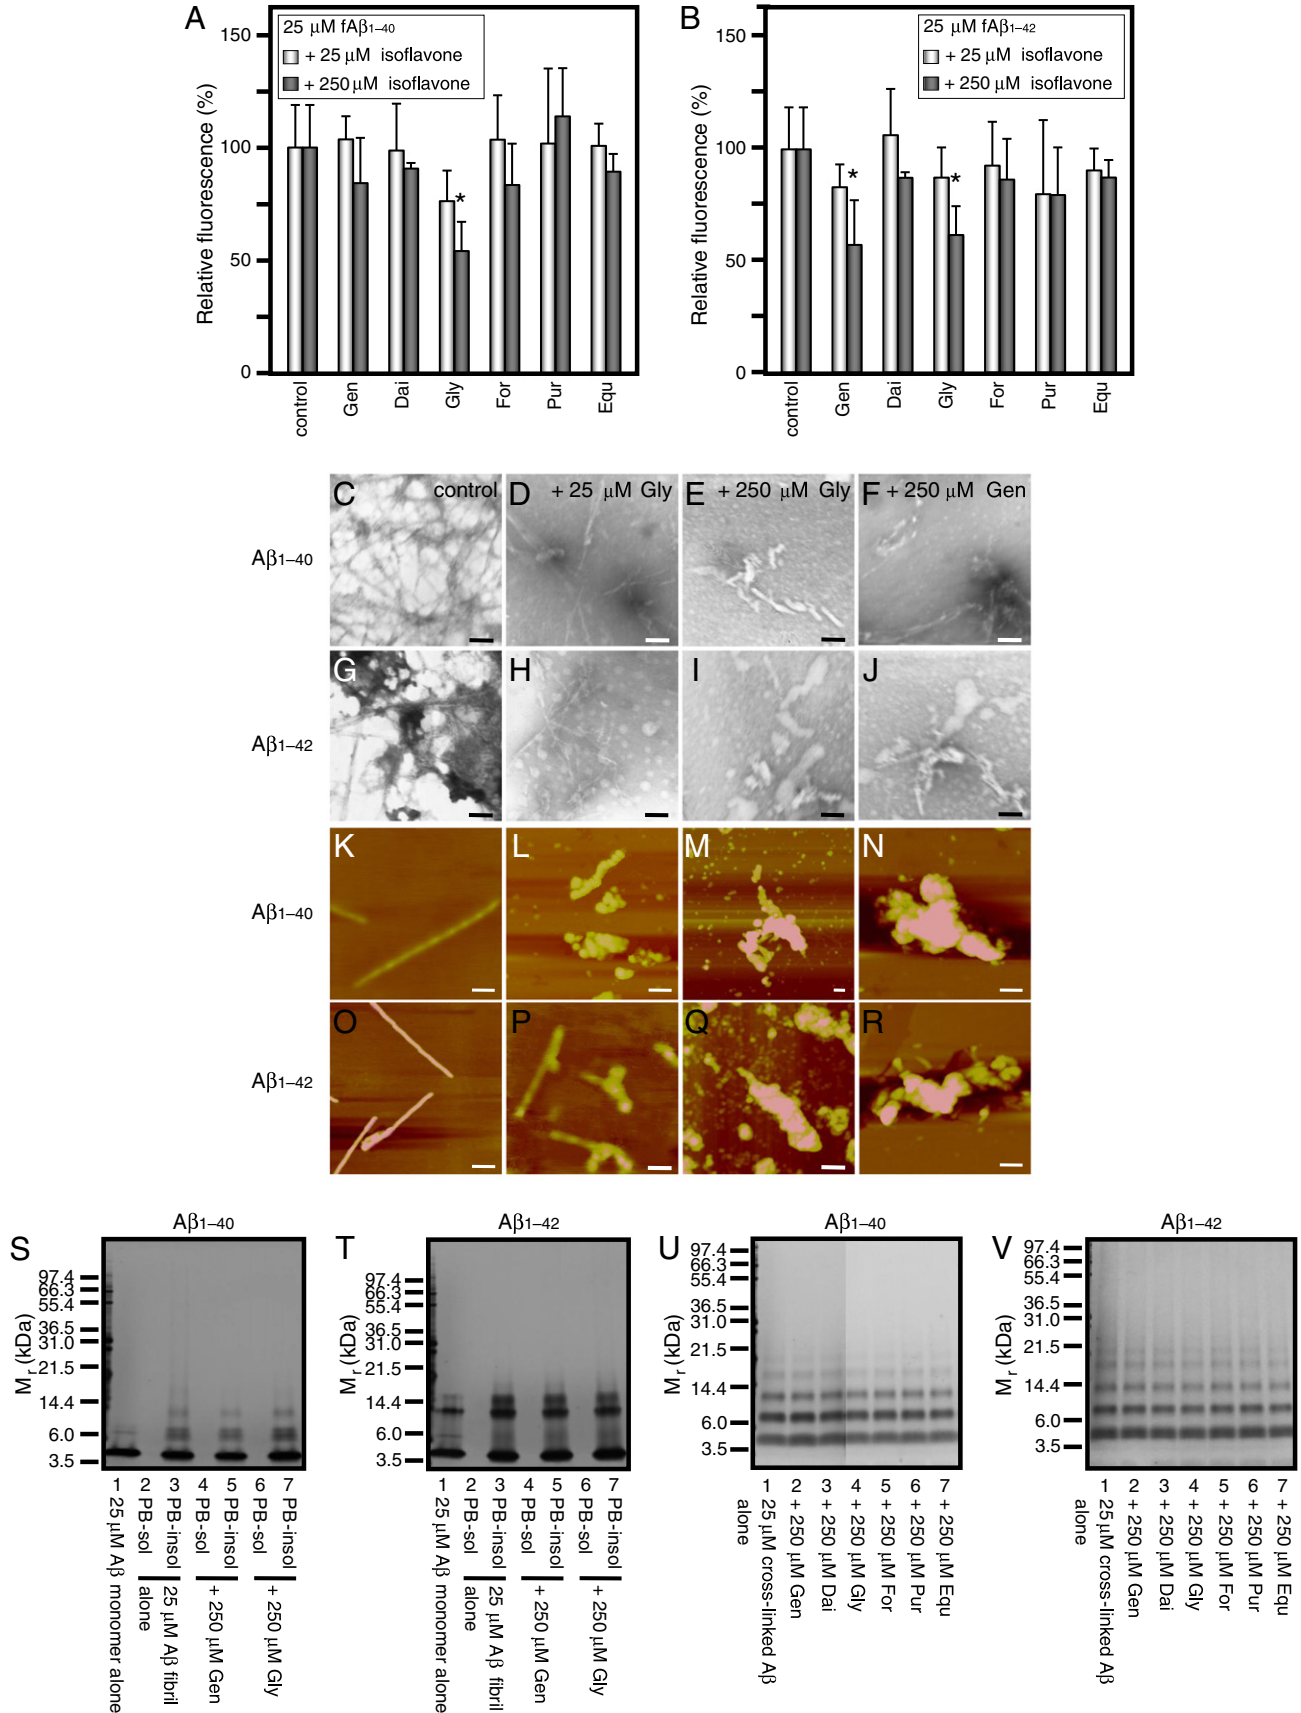 A
25 μM fAβ1–40
+ 25 μM isoflavone
+ 250 μM isoflavone
Relative fluorescence (%)
150
100
50
0
control
Gen
Dai
Gly
For
Pur
Equ
B
25 μM fAβ1–42
+ 25 μM isoflavone
+ 250 μM isoflavone
Relative fluorescence (%)
150
100
50
0
*
*
*
control
Gen
Dai
Gly
For
Pur
Equ
C control
D + 25 μM Gly
E + 250 μM Gly
F + 250 μM Gen
Aβ1–40
G
H
I
J
Aβ1–42
K
L
M
N
Aβ1–40
O
P
Q
R
Aβ1–42
S
Aβ1–40
Mr (kDa)
97.4
66.3
55.4
36.5
31.0
21.5
14.4
6.0
3.5
1 25 μM Aβ monomer alone
2 PB-sol
3 PB-insol
25 μM Aβ fibril
alone
4 PB-sol
5 PB-insol
+ 250 μM Gen
6 PB-sol
7 PB-insol
+ 250 μM Gly
T
Aβ1–42
Mr (kDa)
97.4
66.3
55.4
36.5
31.0
21.5
14.4
6.0
3.5
1 25 μM Aβ monomer alone
2 PB-sol
3 PB-insol
25 μM Aβ fibril
alone
4 PB-sol
5 PB-insol
+ 250 μM Gen
6 PB-sol
7 PB-insol
+ 250 μM Gly
U
Aβ1–40
Mr (kDa)
97.4
66.3
55.4
36.5
31.0
21.5
14.4
6.0
3.5
1 25 μM cross-linked Aβ
alone
2 + 250 μM Gen
3 + 250 μM Dai
4 + 250 μM Gly
5 + 250 μM For
6 + 250 μM Pur
7 + 250 μM Equ
V
Aβ1–42
Mr (kDa)
97.4
66.3
55.4
36.5
31.0
21.5
14.4
6.0
3.5
1 25 μM cross-linked Aβ
alone
2 + 250 μM Gen
3 + 250 μM Dai
4 + 250 μM Gly
5 + 250 μM For
6 + 250 μM Pur
7 + 250 μM Equ